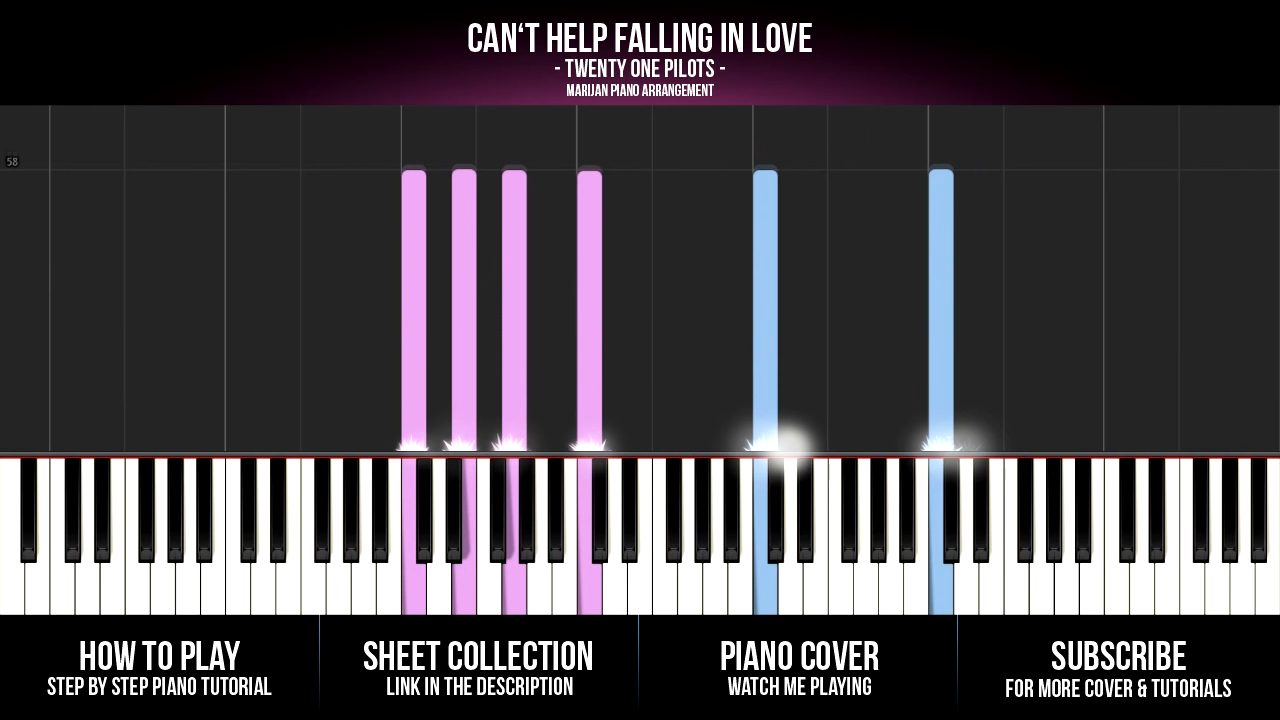 CAN'T HELP FALLING IN LOVE
- TWENTY ONE PILOTS -
MARIJAN PIANO ARRANGEMENT
58
HOW TO PLAY
STEP BY STEP PIANO TUTORIAL
SHEET COLLECTION
LINK IN THE DESCRIPTION
PIANO COVER
WATCH ME PLAYING
SUBSCRIBE
FOR MORE COVER & TUTORIALS